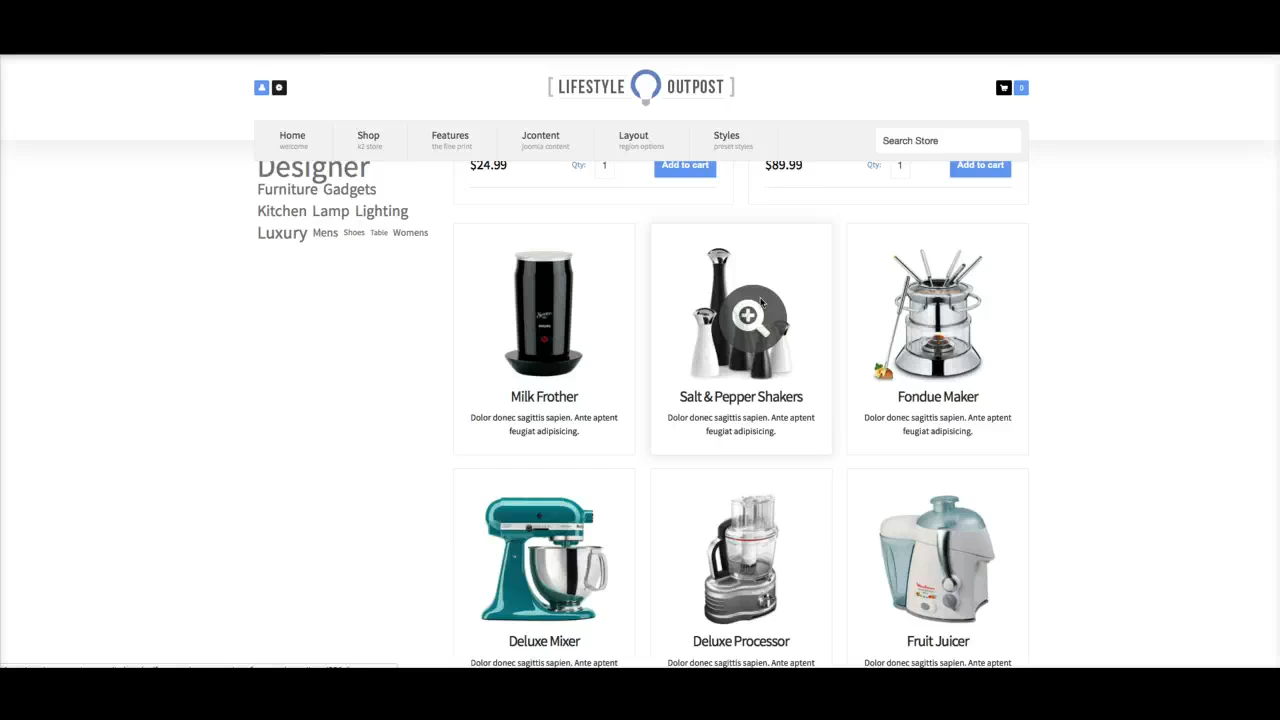 [ LIFESTYLE OUTPOST ]
0
Home Shop Features Jcontent Layout Styles
welcome k2 store the fine print joomla content region options preset styles
Search Store
Designer
Furniture Gadgets
Kitchen Lamp Lighting
Luxury Mens Shoes Table Womens
$24.99 Qty: 1 Add to cart
$89.99 Qty: 1 Add to cart
Milk Frother
Dolor donec sagittis sapien. Ante aptent
feugiat adipisicing.
Salt & Pepper Shakers
Dolor donec sagittis sapien. Ante aptent
feugiat adipisicing.
Fondue Maker
Dolor donec sagittis sapien. Ante aptent
feugiat adipisicing.
Deluxe Mixer
Dolor donec sagittis sapien. Ante aptent
Deluxe Processor
Dolor donec sagittis sapien. Ante aptent
Fruit Juicer
Dolor donec sagittis sapien. Ante aptent